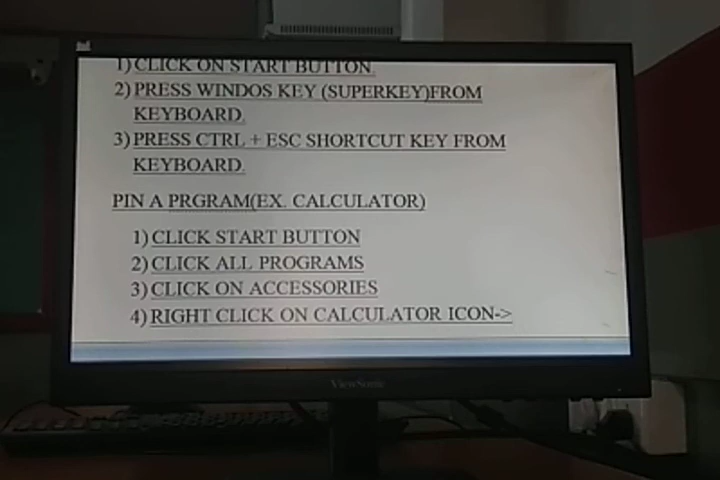 1) CLICK ON START BUTTON
2) PRESS WINDOS KEY (SUPERKEY)FROM
KEYBOARD.
3) PRESS CTRL + ESC SHORTCUT KEY FROM
KEYBOARD.
PIN A PRGRAM(EX. CALCULATOR)
1) CLICK START BUTTON
2) CLICK ALL PROGRAMS
3) CLICK ON ACCESSORIES
4) RIGHT CLICK ON CALCULATOR ICON->
ViewSonic